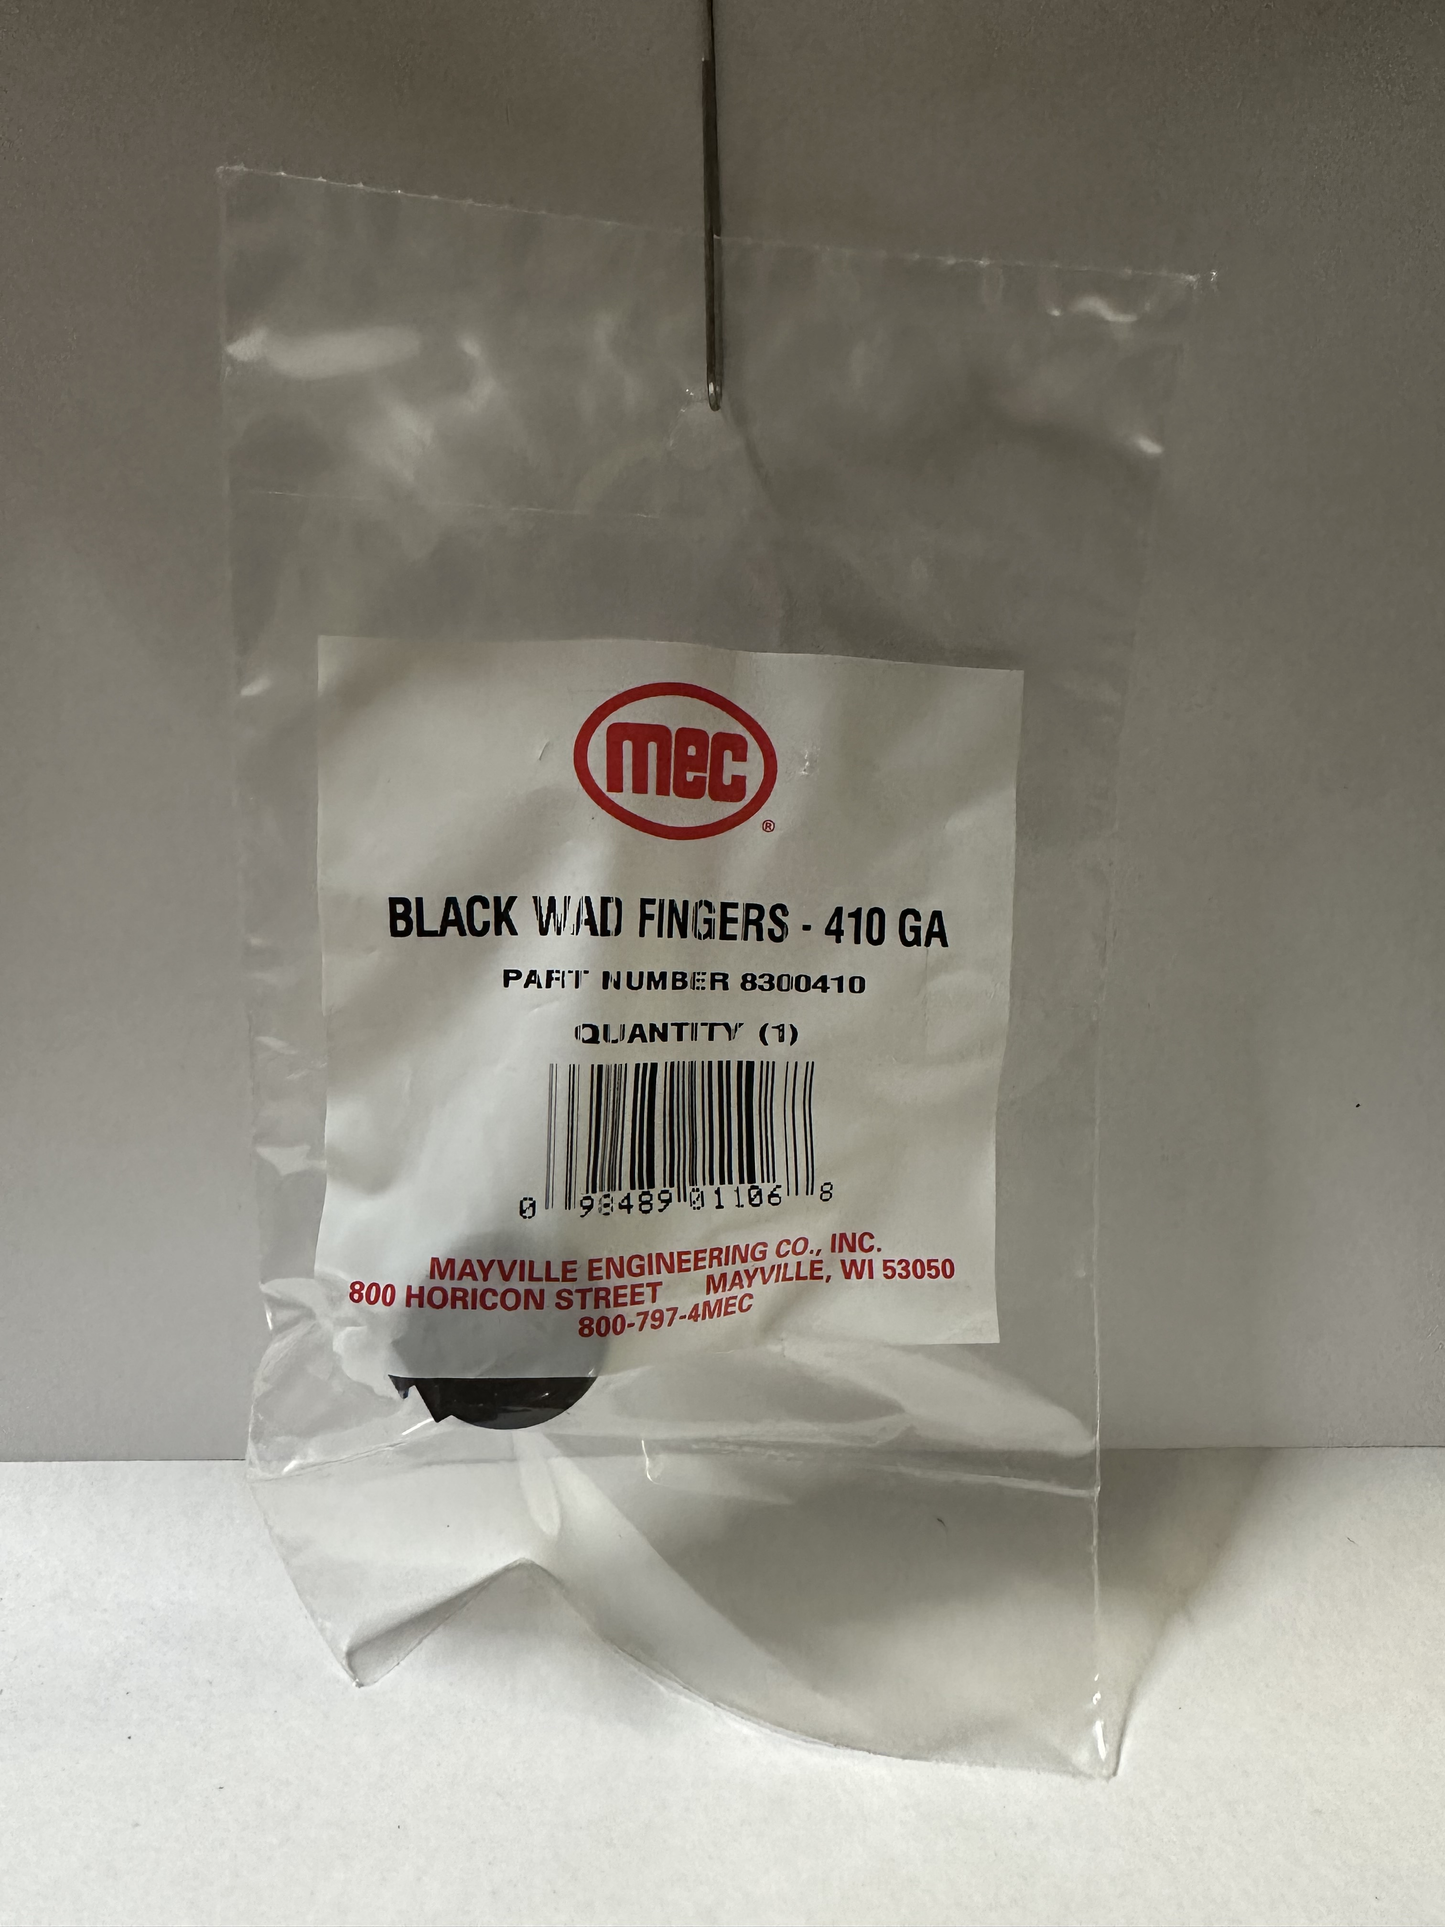 mec
®
BLACK WAD FINGERS - 410 GA
PART NUMBER 8300410
QUANTITY (1)
0 98489 01106 8
MAYVILLE ENGINEERING CO., INC.
800 HORICON STREET MAYVILLE, WI 53050
800-797-4MEC